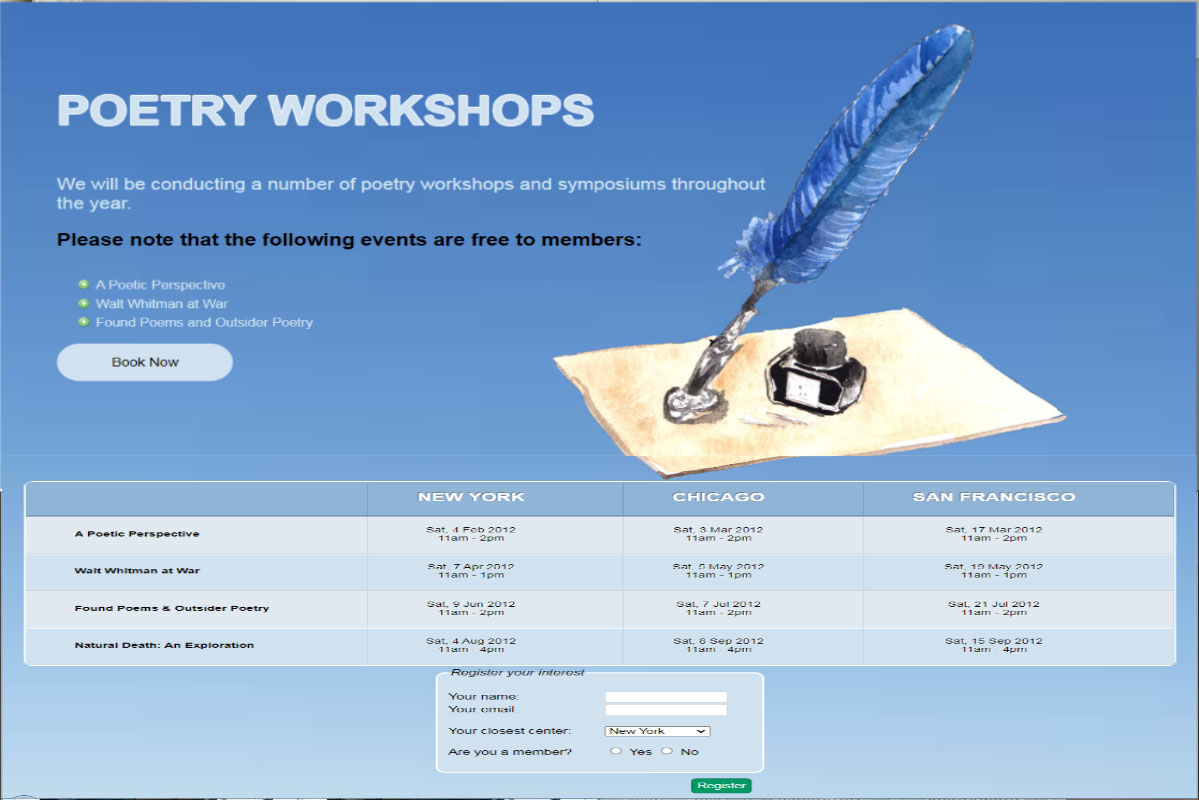 POETRY WORKSHOPS
We will be conducting a number of poetry workshops and symposiums throughout
the year.
Please note that the following events are free to members:
A Poetic Perspective
Walt Whitman at War
Found Poems and Outsider Poetry
Book Now
NEW YORK CHICAGO SAN FRANCISCO
A Poetic Perspective Sat, 4 Feb 2012 Sat, 3 Mar 2012 Sat, 17 Mar 2012
11am - 2pm 11am - 2pm 11am - 2pm
Walt Whitman at War Sat, 7 Apr 2012 Sat, 5 May 2012 Sat, 19 May 2012
11am - 1pm 11am - 1pm 11am - 1pm
Found Poems & Outsider Poetry Sat, 9 Jun 2012 Sat, 7 Jul 2012 Sat, 21 Jul 2012
11am - 2pm 11am - 2pm 11am - 2pm
Natural Death: An Exploration Sat, 4 Aug 2012 Sat, 8 Sep 2012 Sat, 15 Sep 2012
11am - 4pm 11am - 4pm 11am - 4pm
Register your interest
Your name:
Your email
Your closest center: New York
Are you a member? Yes No
Register